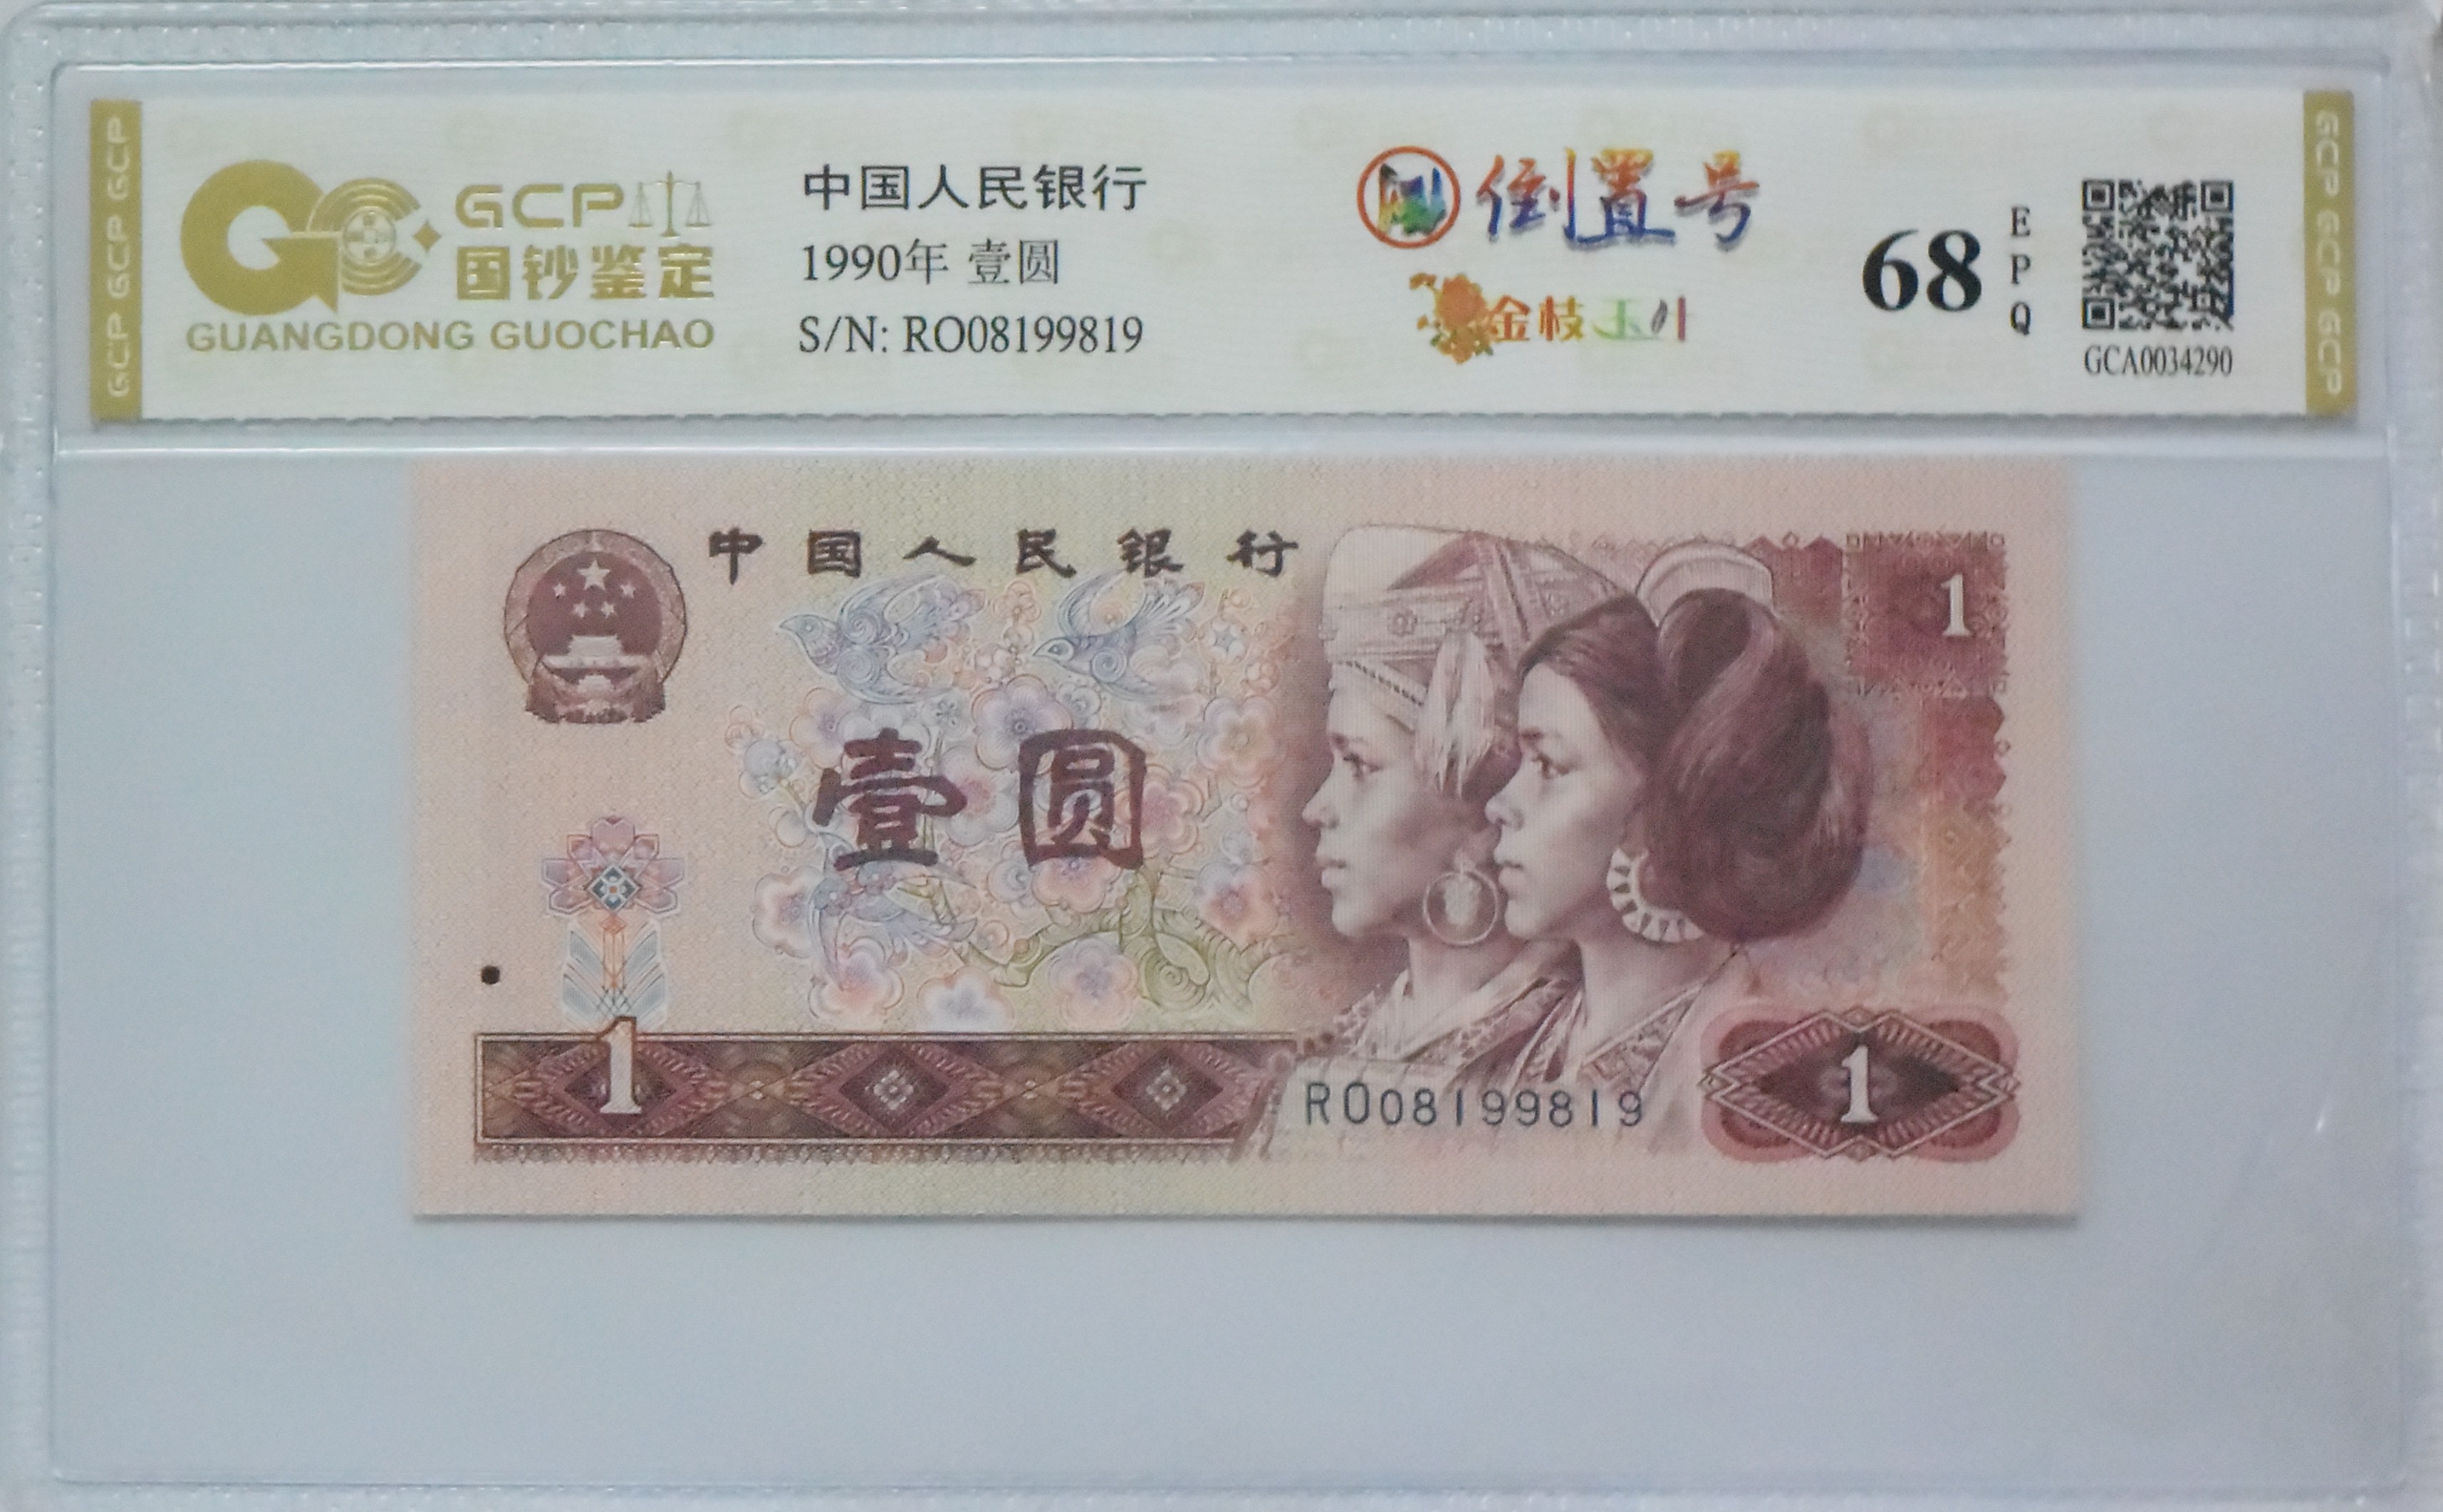 GCP GCP GCP
GCP
国钞鉴定
GUANGDONG GUOCHAO
中国人民银行
1990年 壹圆
S/N: RO08199819
倒置号
金枝玉叶
68
E
P
Q
GCA0034290
GCP GCP GCP
中国人民银行
1
壹圆
1
RO08199819
1